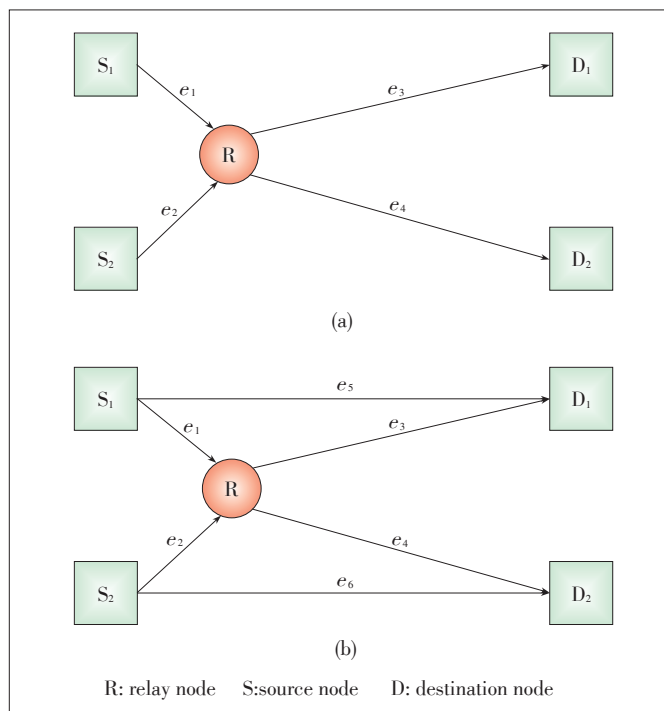 S₁ D₁
e₁ e₃
R
e₂ e₄
S₂ D₂
(a)
S₁ e₅ D₁
e₁ e₃
R
e₂ e₄
S₂ e₆ D₂
(b)
R: relay node S:source node D: destination node